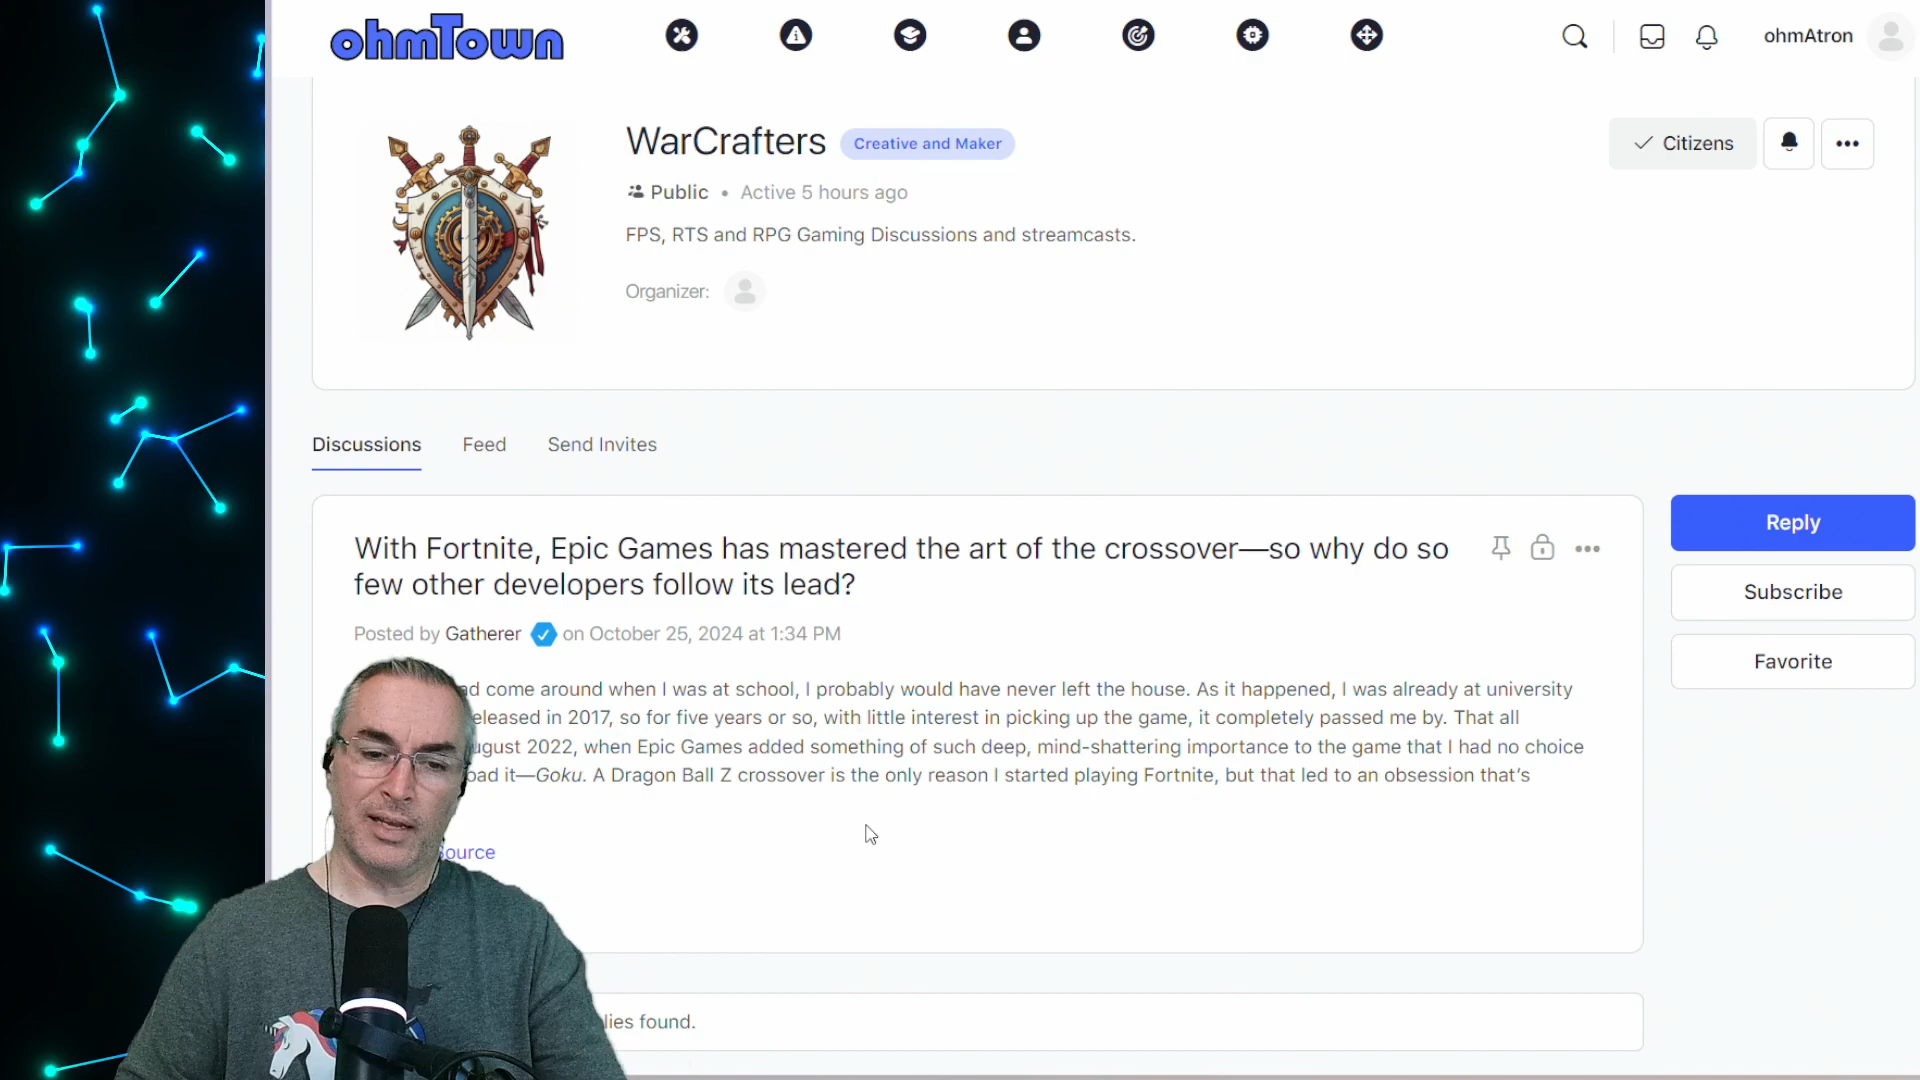 ohmTown
ohmAtron
WarCrafters
Creative and Maker
Citizens
Public • Active 5 hours ago
FPS, RTS and RPG Gaming Discussions and streamcasts.
Organizer:
Discussions
Feed
Send Invites
With Fortnite, Epic Games has mastered the art of the crossover—so why do so
few other developers follow its lead?
Posted by Gatherer on October 25, 2024 at 1:34 PM
come around when I was at school, I probably would have never left the house. As it happened, I was already at university
eleased in 2017, so for five years or so, with little interest in picking up the game, it completely passed me by. That all
ugust 2022, when Epic Games added something of such deep, mind-shattering importance to the game that I had no choice
oad it—Goku. A Dragon Ball Z crossover is the only reason I started playing Fortnite, but that led to an obsession that's
Source
lies found.
Reply
Subscribe
Favorite